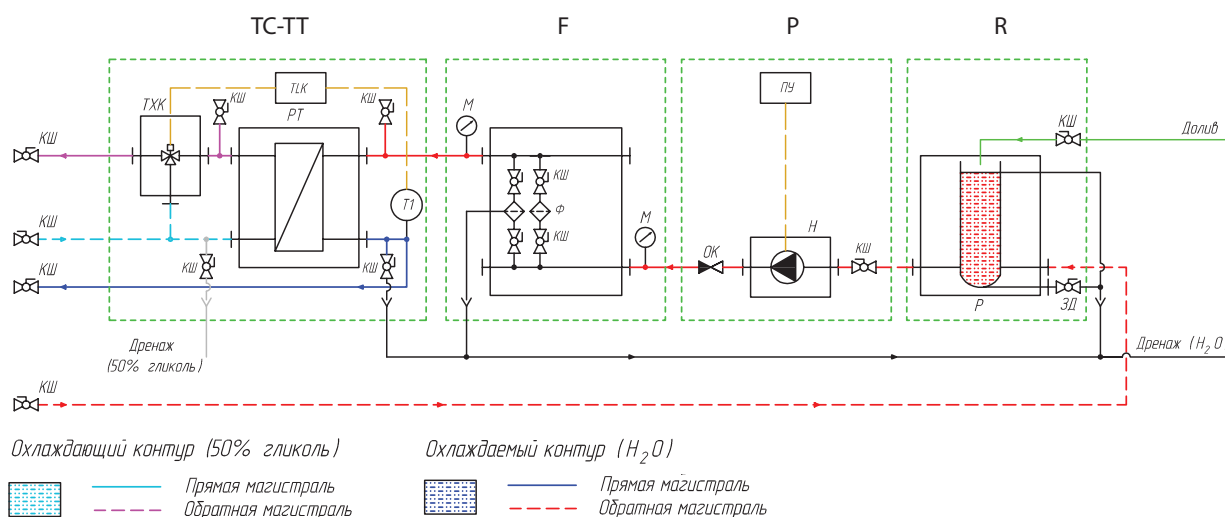 TC-TT F P R
TXK
TLK
КШ
КШ
РТ
М
ПУ
КШ
Долив
КШ
КШ
Т1
Ф
КШ
М
ОК
Н
КШ
КШ
КШ
КШ
КШ
Р
ЗД
Дренаж
(50% гликоль)
Дренаж (H₂O
КШ
Охлаждающий контур (50% гликоль)
Прямая магистраль
Обратная магистраль
Охлаждаемый контур (H₂O)
Прямая магистраль
Обратная магистраль